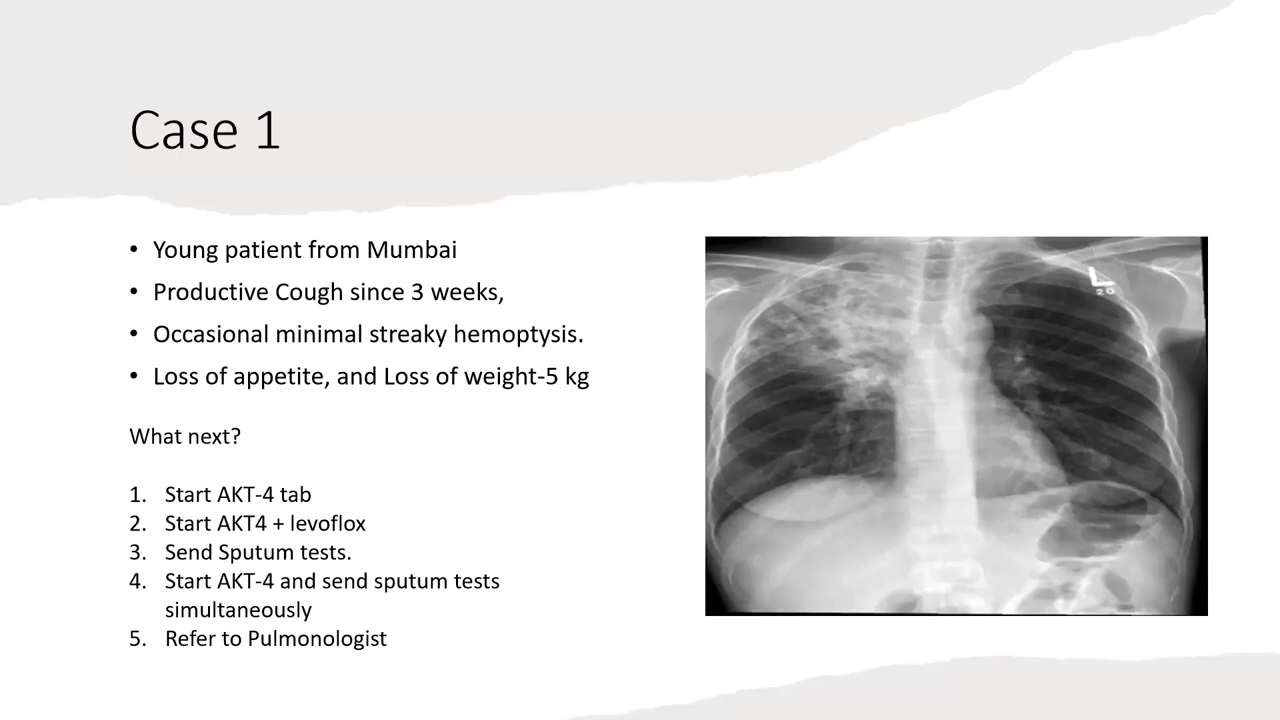 Case 1
• Young patient from Mumbai
• Productive Cough since 3 weeks,
• Occasional minimal streaky hemoptysis.
• Loss of appetite, and Loss of weight-5 kg
What next?
1. Start AKT-4 tab
2. Start AKT4 + levoflox
3. Send Sputum tests.
4. Start AKT-4 and send sputum tests
simultaneously
5. Refer to Pulmonologist
L
20